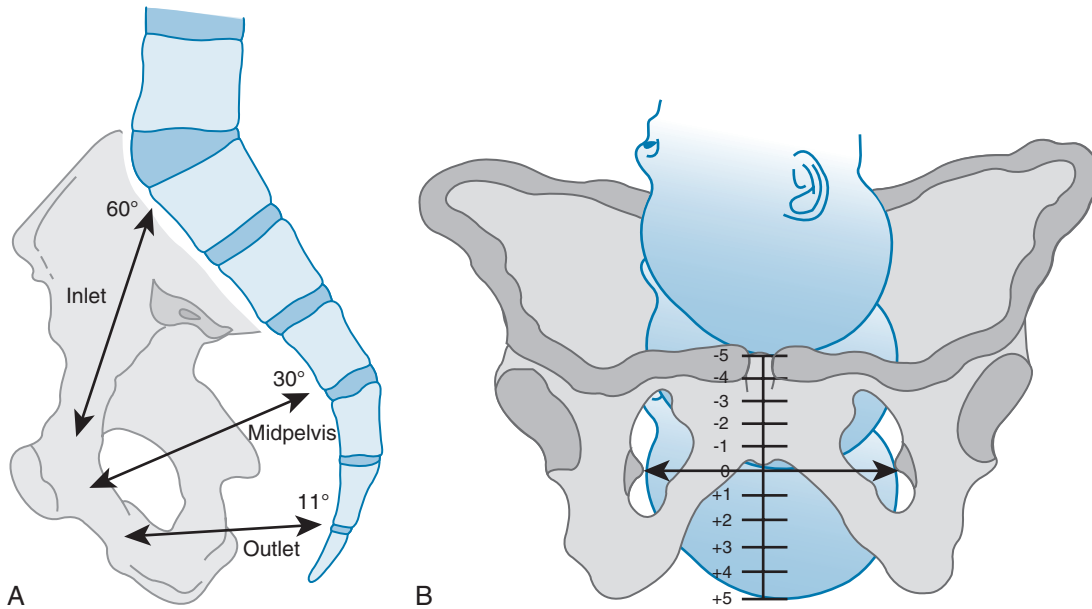 60°
Inlet
30°
Midpelvis
11°
Outlet
A
-5
-4
-3
-2
-1
0
+1
+2
+3
+4
+5
B